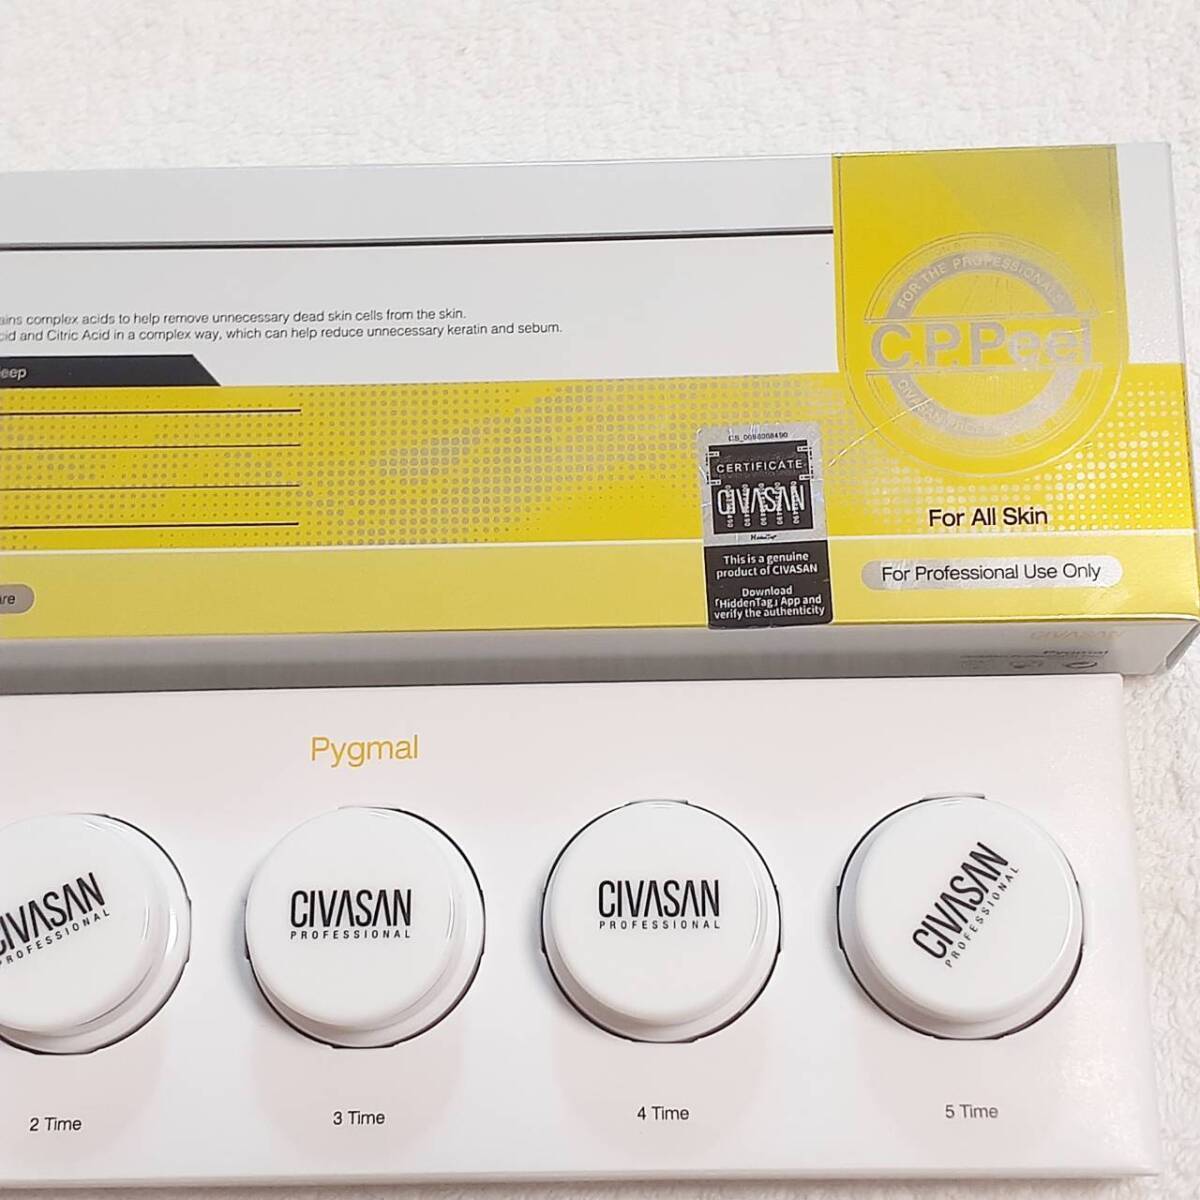 ains complex acids to help remove unnecessary dead skin cells from the skin.
cid and Citric Acid in a complex way, which can help reduce unnecessary keratin and sebum.
eep
are
FOR THE PROFESSIONALS
C.P.Peel
For All Skin
For Professional Use Only
CERTIFICATE
CIVASAN
HiddenTag
This is a genuine
product of CIVASAN
Download
「HiddenTag」 App and
verify the authenticity
CIVASAN
Pygmal
Pygmal
CIVASAN
PROFESSIONAL
CIVASAN
PROFESSIONAL
CIVASAN
PROFESSIONAL
CIVASAN
PROFESSIONAL
2 Time
3 Time
4 Time
5 Time